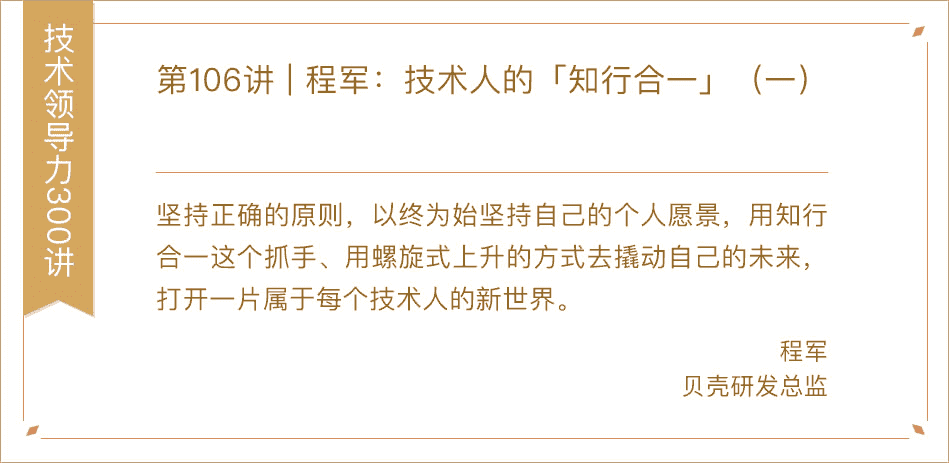 技术领导力300讲
第106讲 | 程军：技术人的「知行合一」（一）
坚持正确的原则，以终为始坚持自己的个人愿景，用知行
合一这个抓手、用螺旋式上升的方式去撬动自己的未来，
打开一片属于每个技术人的新世界。
程军
贝壳研发总监